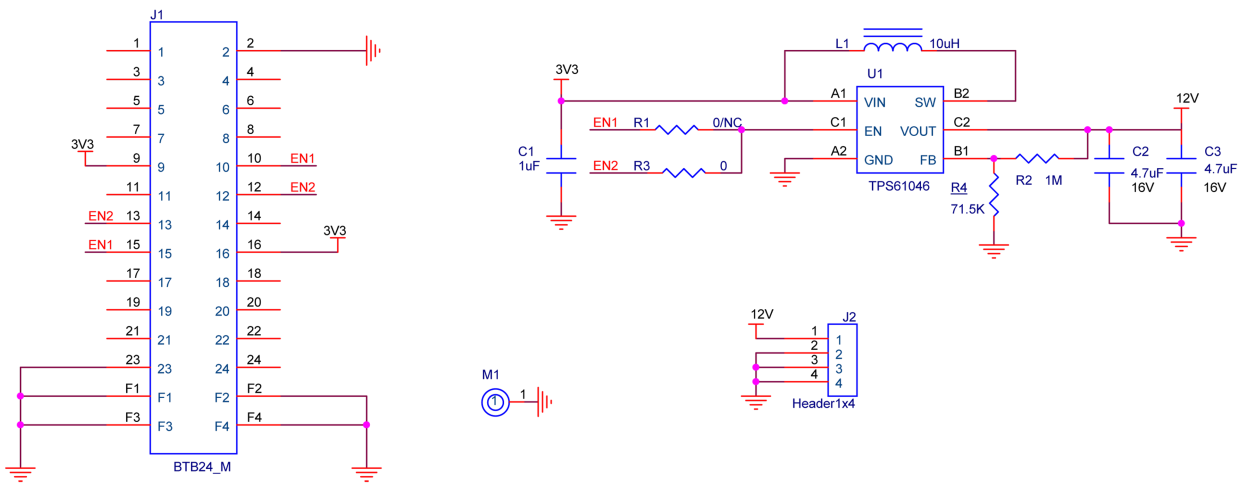 J1
1 1 2 2
3 3 4 4
5 5 6 6
7 7 8 8
3V3
9 9 10 10 EN1
11 11 12 12 EN2
EN2 13 13 14 14
EN1 15 15 16 16 3V3
17 17 18 18
19 19 20 20
21 21 22 22
23 23 24 24
F1 F1 F2 F2
F3 F3 F4 F4
BTB24_M
L1 10uH
3V3
U1
A1 VIN SW B2
12V
EN1 R1 0/NC C1 EN VOUT C2
C1
1uF
EN2 R3 0 A2 GND FB B1
TPS61046
R2 1M
R4
71.5K
C2
4.7uF
16V
C3
4.7uF
16V
12V
J2
1 1
2 2
3 3
4 4
Header1x4
M1
1 1